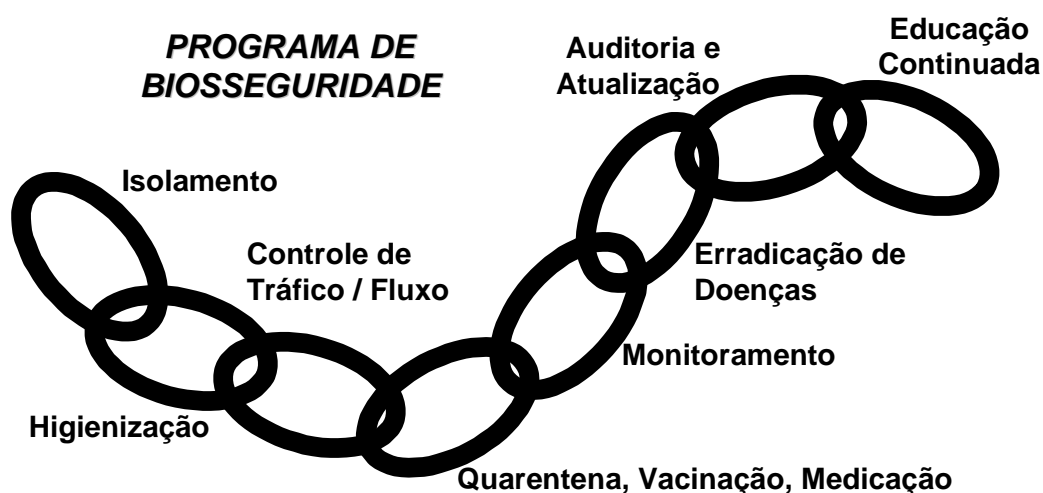 PROGRAMA DE
BIOSSEGURIDADE
Auditoria e
Atualização
Educação
Continuada
Isolamento
Controle de
Tráfico / Fluxo
Erradicação de
Doenças
Monitoramento
Higienização
Quarentena, Vacinação, Medicação